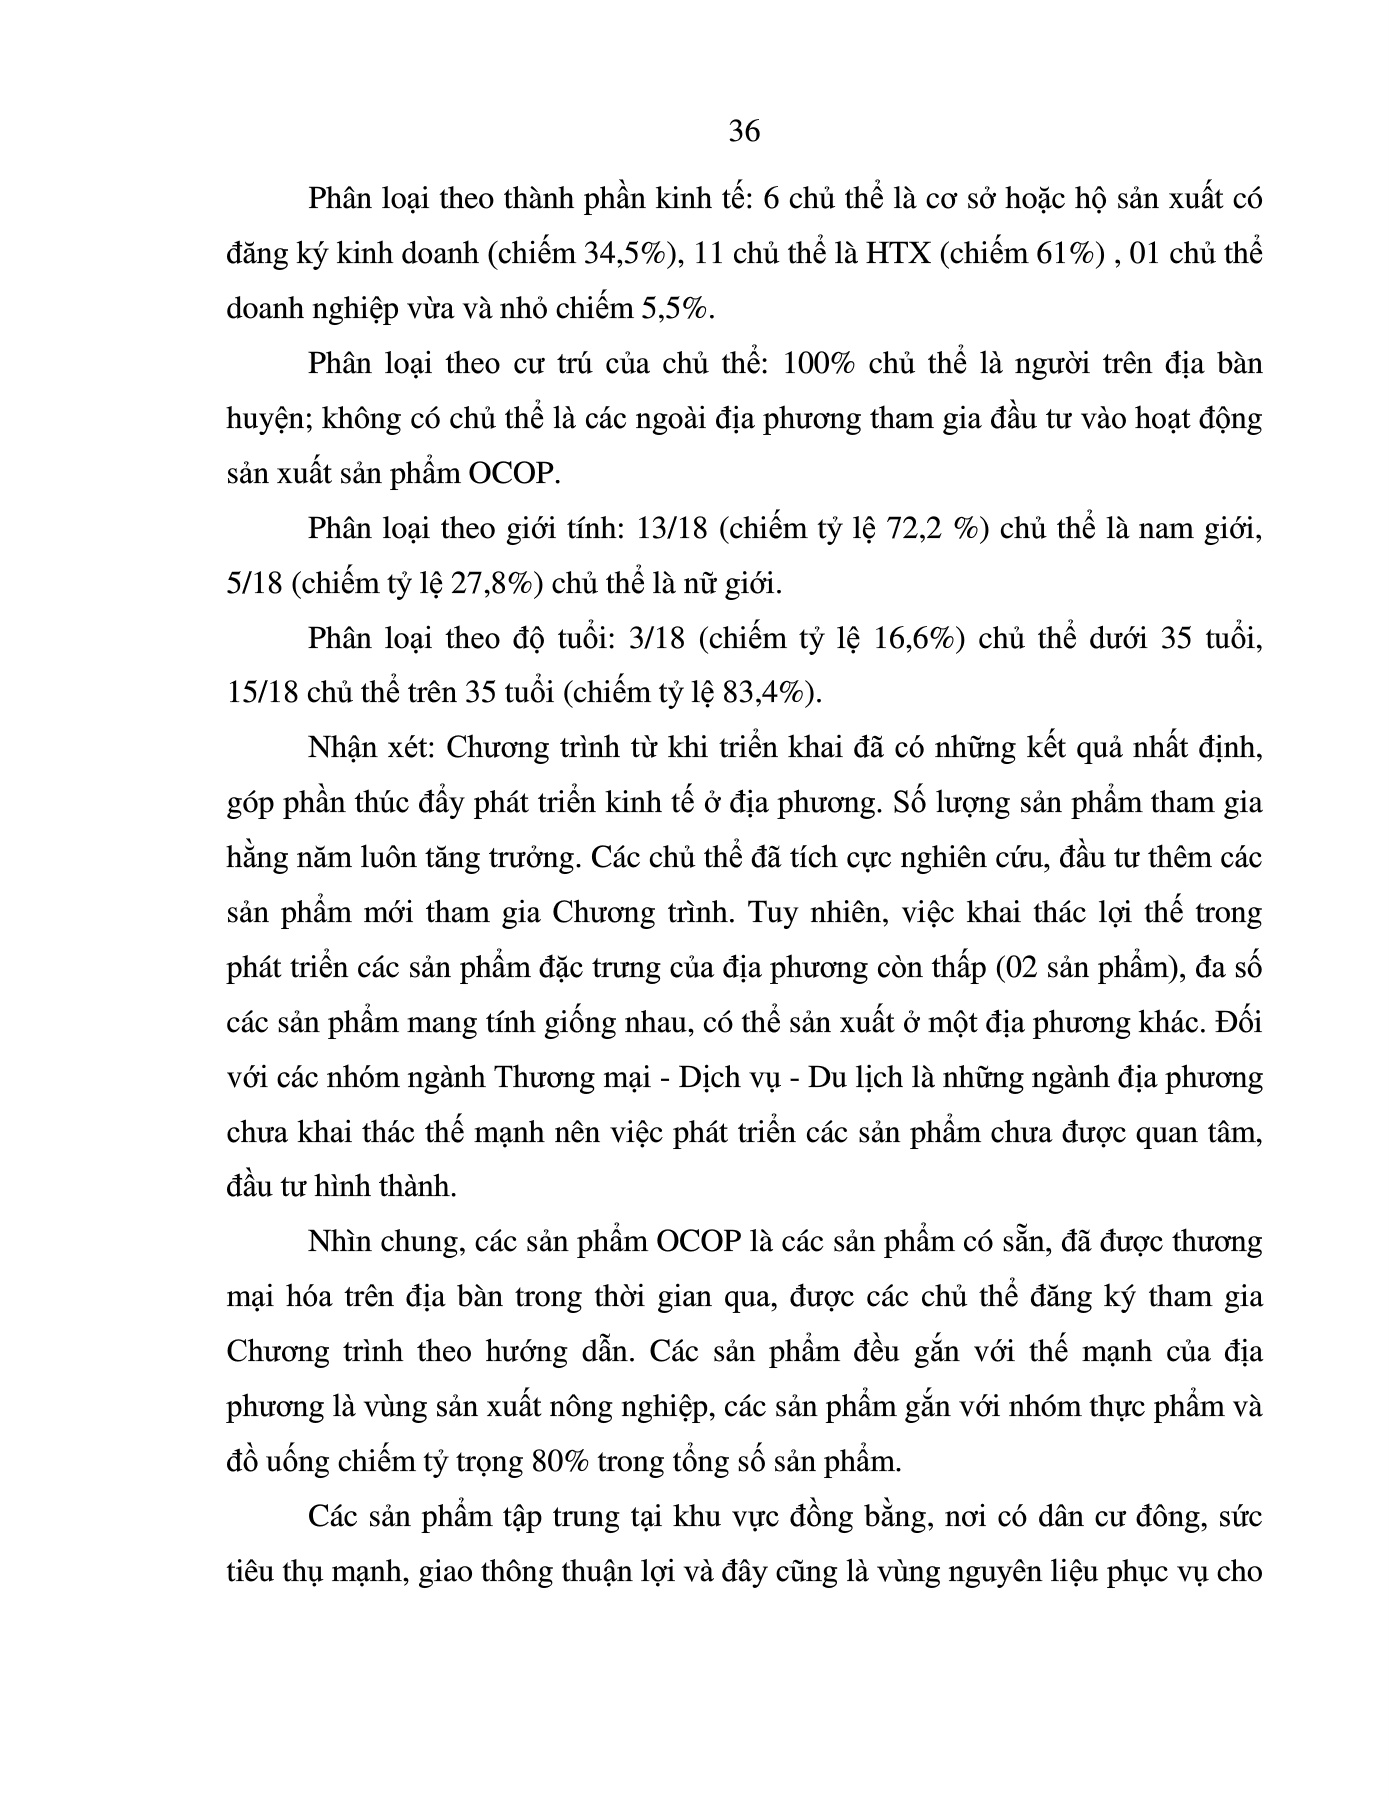 36
Phân loại theo thành phần kinh tế: 6 chủ thể là cơ sở hoặc hộ sản xuất có
đăng ký kinh doanh (chiếm 34,5%), 11 chủ thể là HTX (chiếm 61%) , 01 chủ thể
doanh nghiệp vừa và nhỏ chiếm 5,5%.
Phân loại theo cư trú của chủ thể: 100% chủ thể là người trên địa bàn
huyện; không có chủ thể là các ngoài địa phương tham gia đầu tư vào hoạt động
sản xuất sản phẩm OCOP.
Phân loại theo giới tính: 13/18 (chiếm tỷ lệ 72,2 %) chủ thể là nam giới,
5/18 (chiếm tỷ lệ 27,8%) chủ thể là nữ giới.
Phân loại theo độ tuổi: 3/18 (chiếm tỷ lệ 16,6%) chủ thể dưới 35 tuổi,
15/18 chủ thể trên 35 tuổi (chiếm tỷ lệ 83,4%).
Nhận xét: Chương trình từ khi triển khai đã có những kết quả nhất định,
góp phần thúc đẩy phát triển kinh tế ở địa phương. Số lượng sản phẩm tham gia
hằng năm luôn tăng trưởng. Các chủ thể đã tích cực nghiên cứu, đầu tư thêm các
sản phẩm mới tham gia Chương trình. Tuy nhiên, việc khai thác lợi thế trong
phát triển các sản phẩm đặc trưng của địa phương còn thấp (02 sản phẩm), đa số
các sản phẩm mang tính giống nhau, có thể sản xuất ở một địa phương khác. Đối
với các nhóm ngành Thương mại - Dịch vụ - Du lịch là những ngành địa phương
chưa khai thác thế mạnh nên việc phát triển các sản phẩm chưa được quan tâm,
đầu tư hình thành.
Nhìn chung, các sản phẩm OCOP là các sản phẩm có sẵn, đã được thương
mại hóa trên địa bàn trong thời gian qua, được các chủ thể đăng ký tham gia
Chương trình theo hướng dẫn. Các sản phẩm đều gắn với thế mạnh của địa
phương là vùng sản xuất nông nghiệp, các sản phẩm gắn với nhóm thực phẩm và
đồ uống chiếm tỷ trọng 80% trong tổng số sản phẩm.
Các sản phẩm tập trung tại khu vực đồng bằng, nơi có dân cư đông, sức
tiêu thụ mạnh, giao thông thuận lợi và đây cũng là vùng nguyên liệu phục vụ cho